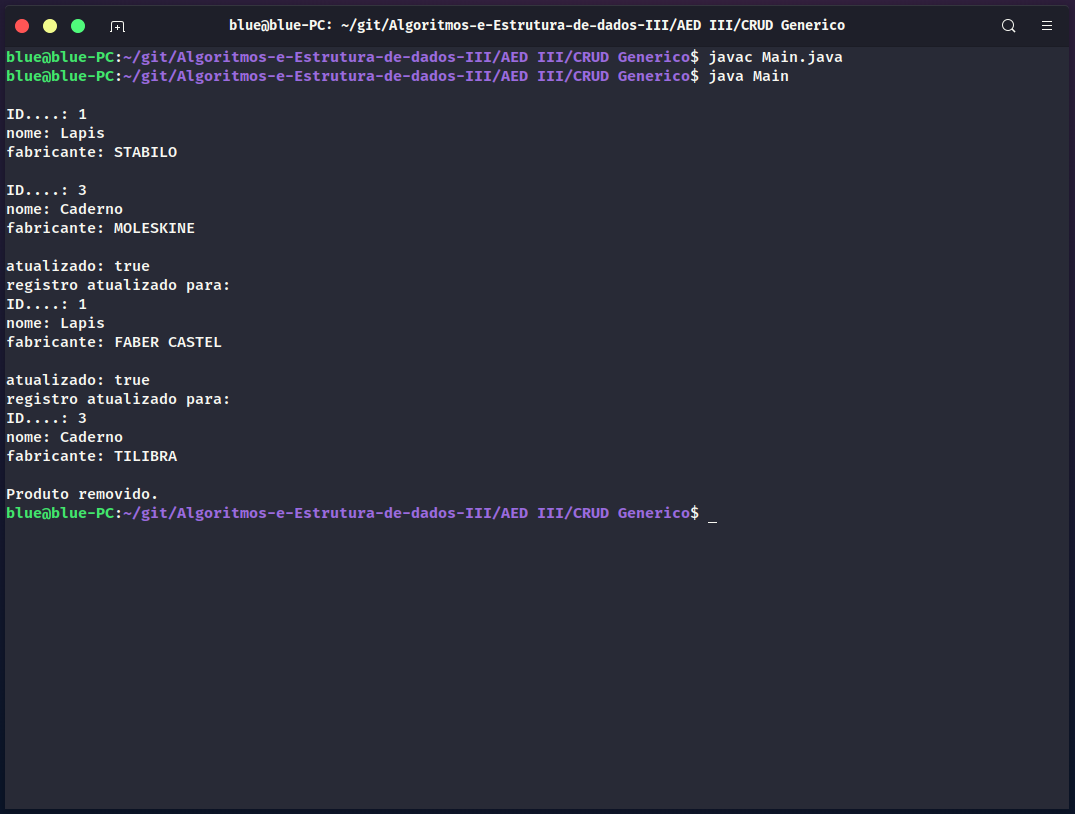 blue@blue-PC: ~/git/Algoritmos-e-Estrutura-de-dados-III/AED III/CRUD Generico
blue@blue-PC:~/git/Algoritmos-e-Estrutura-de-dados-III/AED III/CRUD Generico$ javac Main.java
blue@blue-PC:~/git/Algoritmos-e-Estrutura-de-dados-III/AED III/CRUD Generico$ java Main
ID....: 1
nome: Lapis
fabricante: STABILO
ID....: 3
nome: Caderno
fabricante: MOLESKINE
atualizado: true
registro atualizado para:
ID....: 1
nome: Lapis
fabricante: FABER CASTEL
atualizado: true
registro atualizado para:
ID....: 3
nome: Caderno
fabricante: TILIBRA
Produto removido.
blue@blue-PC:~/git/Algoritmos-e-Estrutura-de-dados-III/AED III/CRUD Generico$ _